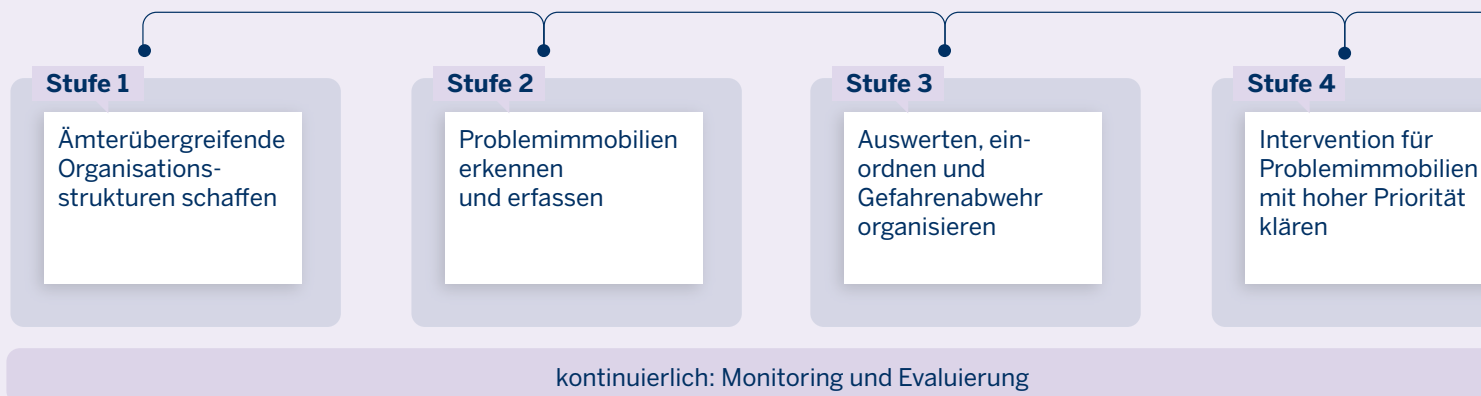 Stufe 1
Ämterübergreifende
Organisations-
strukturen schaffen
Stufe 2
Problemimmobilien
erkennen
und erfassen
Stufe 3
Auswerten, ein-
ordnen und
Gefahrenabwehr
organisieren
Stufe 4
Intervention für
Problemimmobilien
mit hoher Priorität
klären
kontinuierlich: Monitoring und Evaluierung